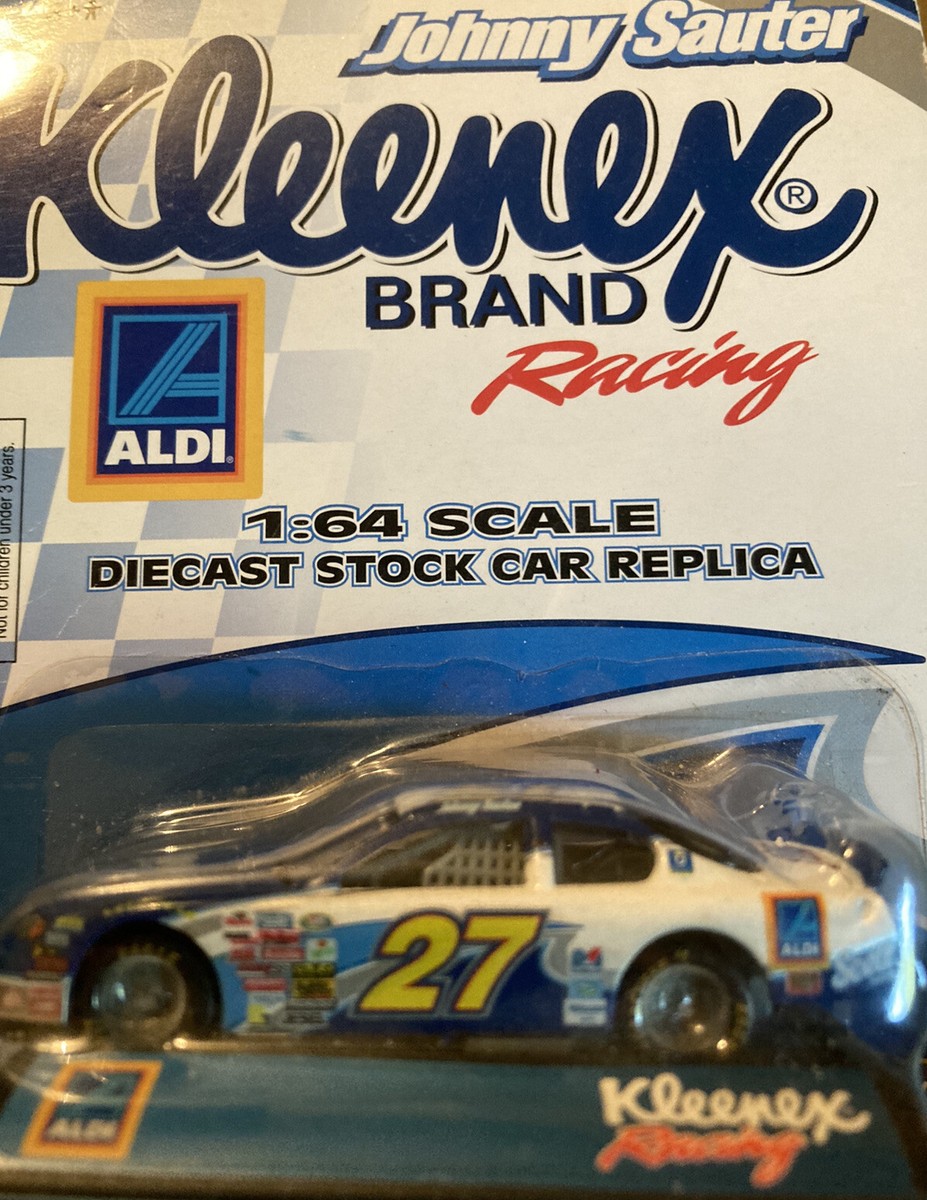 Johnny Sauter
Kleenex®
BRAND
Racing
ALDI®
1:64 SCALE
DIECAST STOCK CAR REPLICA
Not for children under 3 years.
27
ALDI
ALDI
Kleenex
Racing